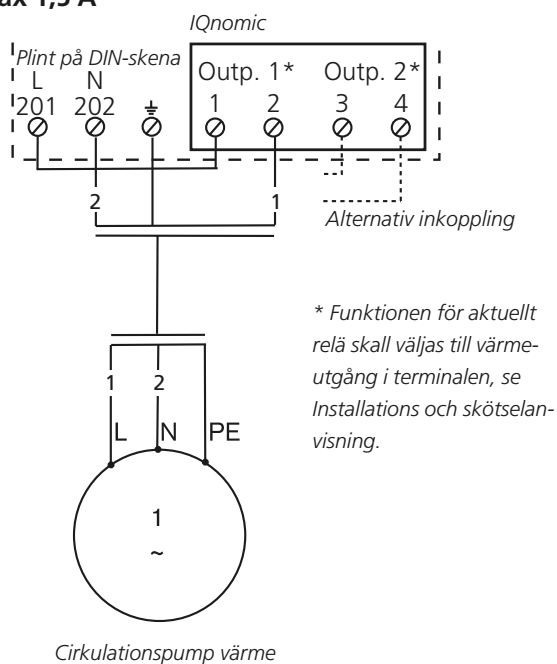 1,5 A
IQnomic
Plint på DIN-skena
Outp. 1* Outp. 2*
L N
201 202 1 2 3 4
2 1
Alternativ inkoppling
* Funktionen för aktuellt
relä skall väljas till värme-
utgång i terminalen, se
Installations och skötselan-
visning.
1 2
L N PE
1
~
Cirkulationspump värme